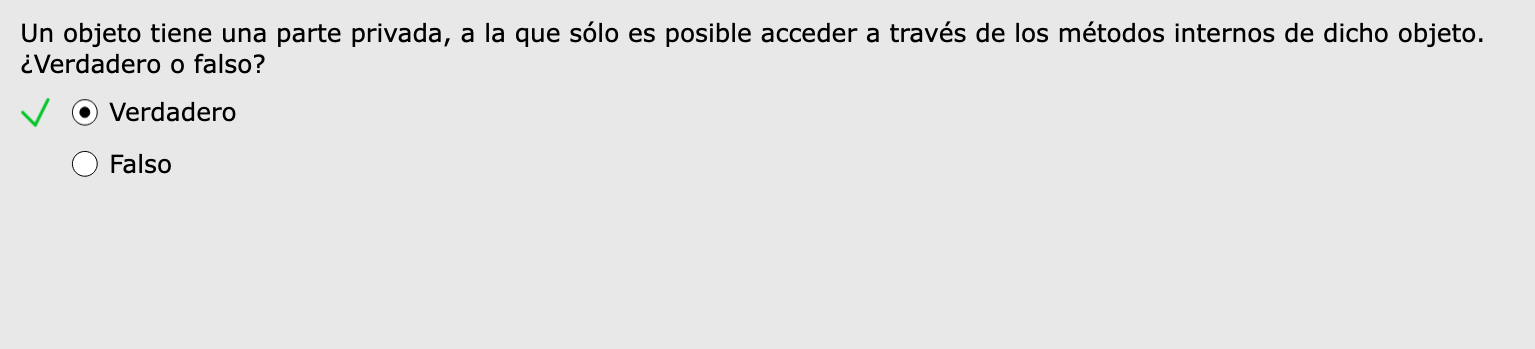 Un objeto tiene una parte privada, a la que sólo es posible acceder a través de los métodos internos de dicho objeto.
¿Verdadero o falso?
Verdadero
Falso